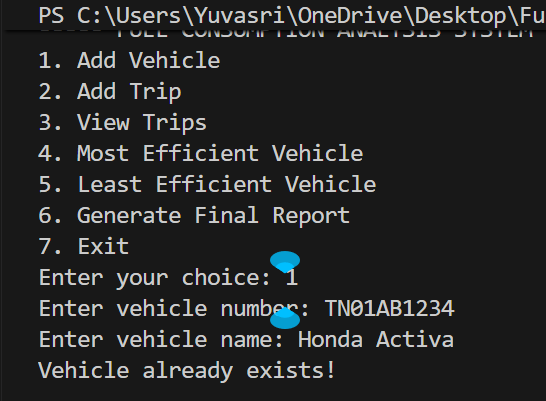 PS C:\Users\Yuvasri\OneDrive\Desktop\Fu
FUEL CONSUMPTION ANALYSIS SYSTEM
1. Add Vehicle
2. Add Trip
3. View Trips
4. Most Efficient Vehicle
5. Least Efficient Vehicle
6. Generate Final Report
7. Exit
Enter your choice: 1
Enter vehicle number: TN01AB1234
Enter vehicle name: Honda Activa
Vehicle already exists!